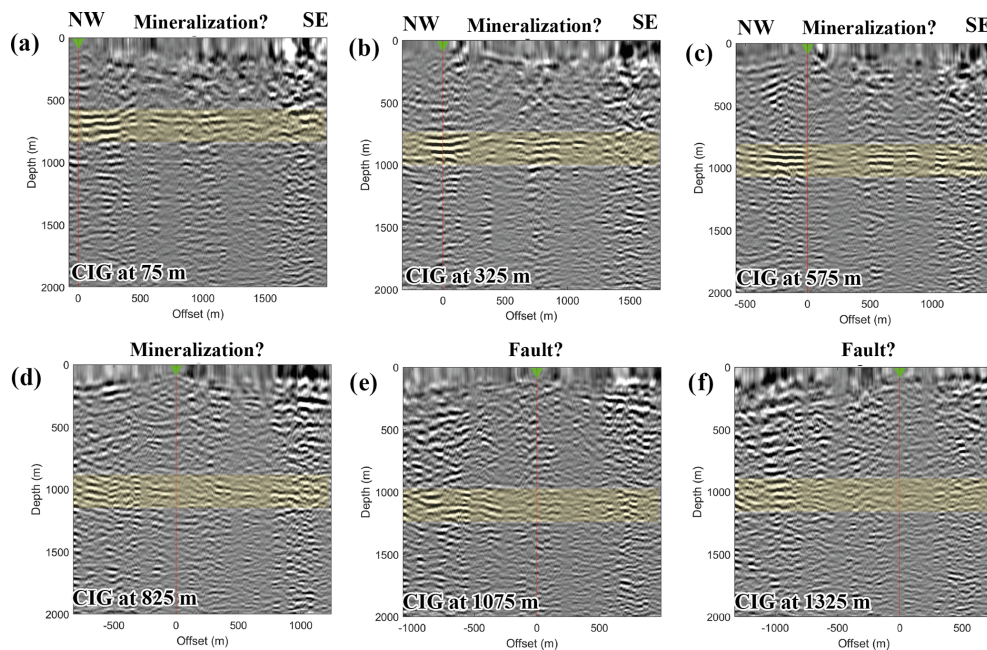 NW Mineralization? SE
(a)
0
500
1000
1500
2000
Depth (m)
CIG at 75 m
0 500 1000 1500
Offset (m)
NW Mineralization? SE
(b)
0
500
1000
1500
2000
Depth (m)
CIG at 325 m
0 500 1000 1500
Offset (m)
NW Mineralization? SE
(c)
0
500
1000
1500
2000
Depth (m)
CIG at 575 m
-500 0 500 1000
Offset (m)
Mineralization?
(d)
0
500
1000
1500
2000
Depth (m)
CIG at 825 m
-500 0 500 1000
Offset (m)
Fault?
(e)
0
500
1000
1500
2000
Depth (m)
CIG at 1075 m
-1000 -500 0 500
Offset (m)
Fault?
(f)
0
500
1000
1500
2000
Depth (m)
CIG at 1325 m
-1000 -500 0 500
Offset (m)